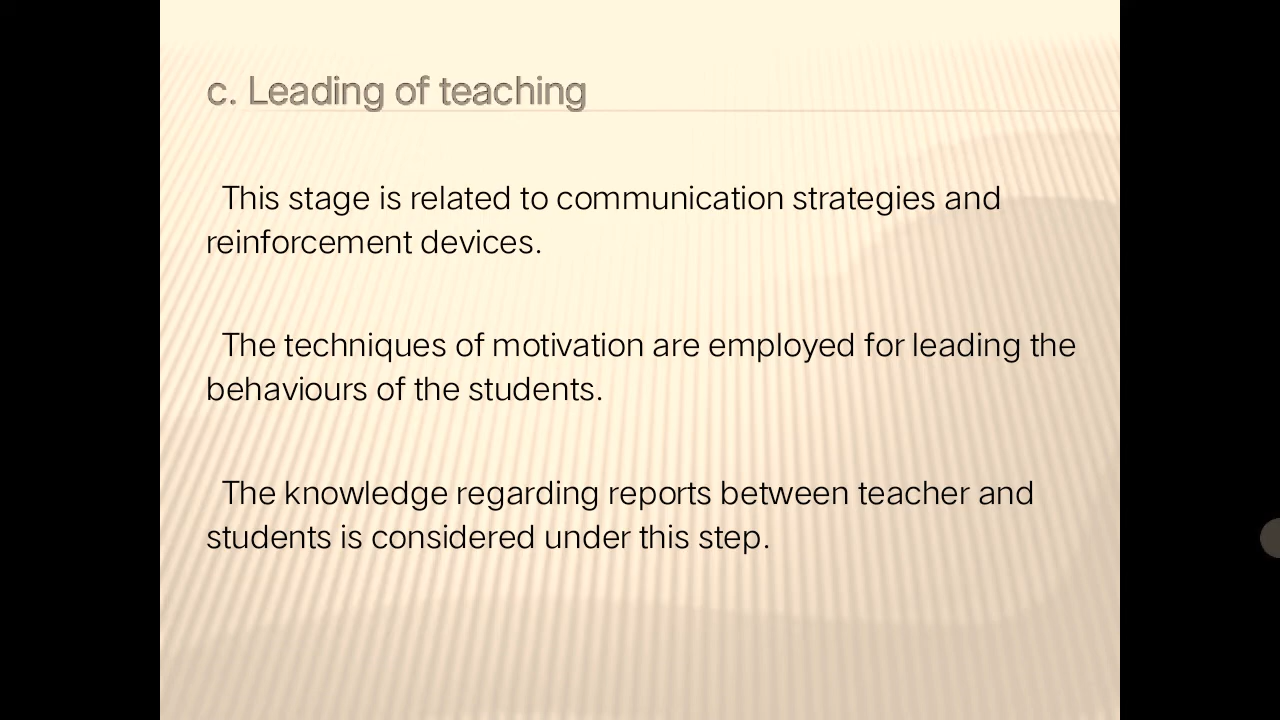 c. Leading of teaching
This stage is related to communication strategies and
reinforcement devices.
The techniques of motivation are employed for leading the
behaviours of the students.
The knowledge regarding reports between teacher and
students is considered under this step.